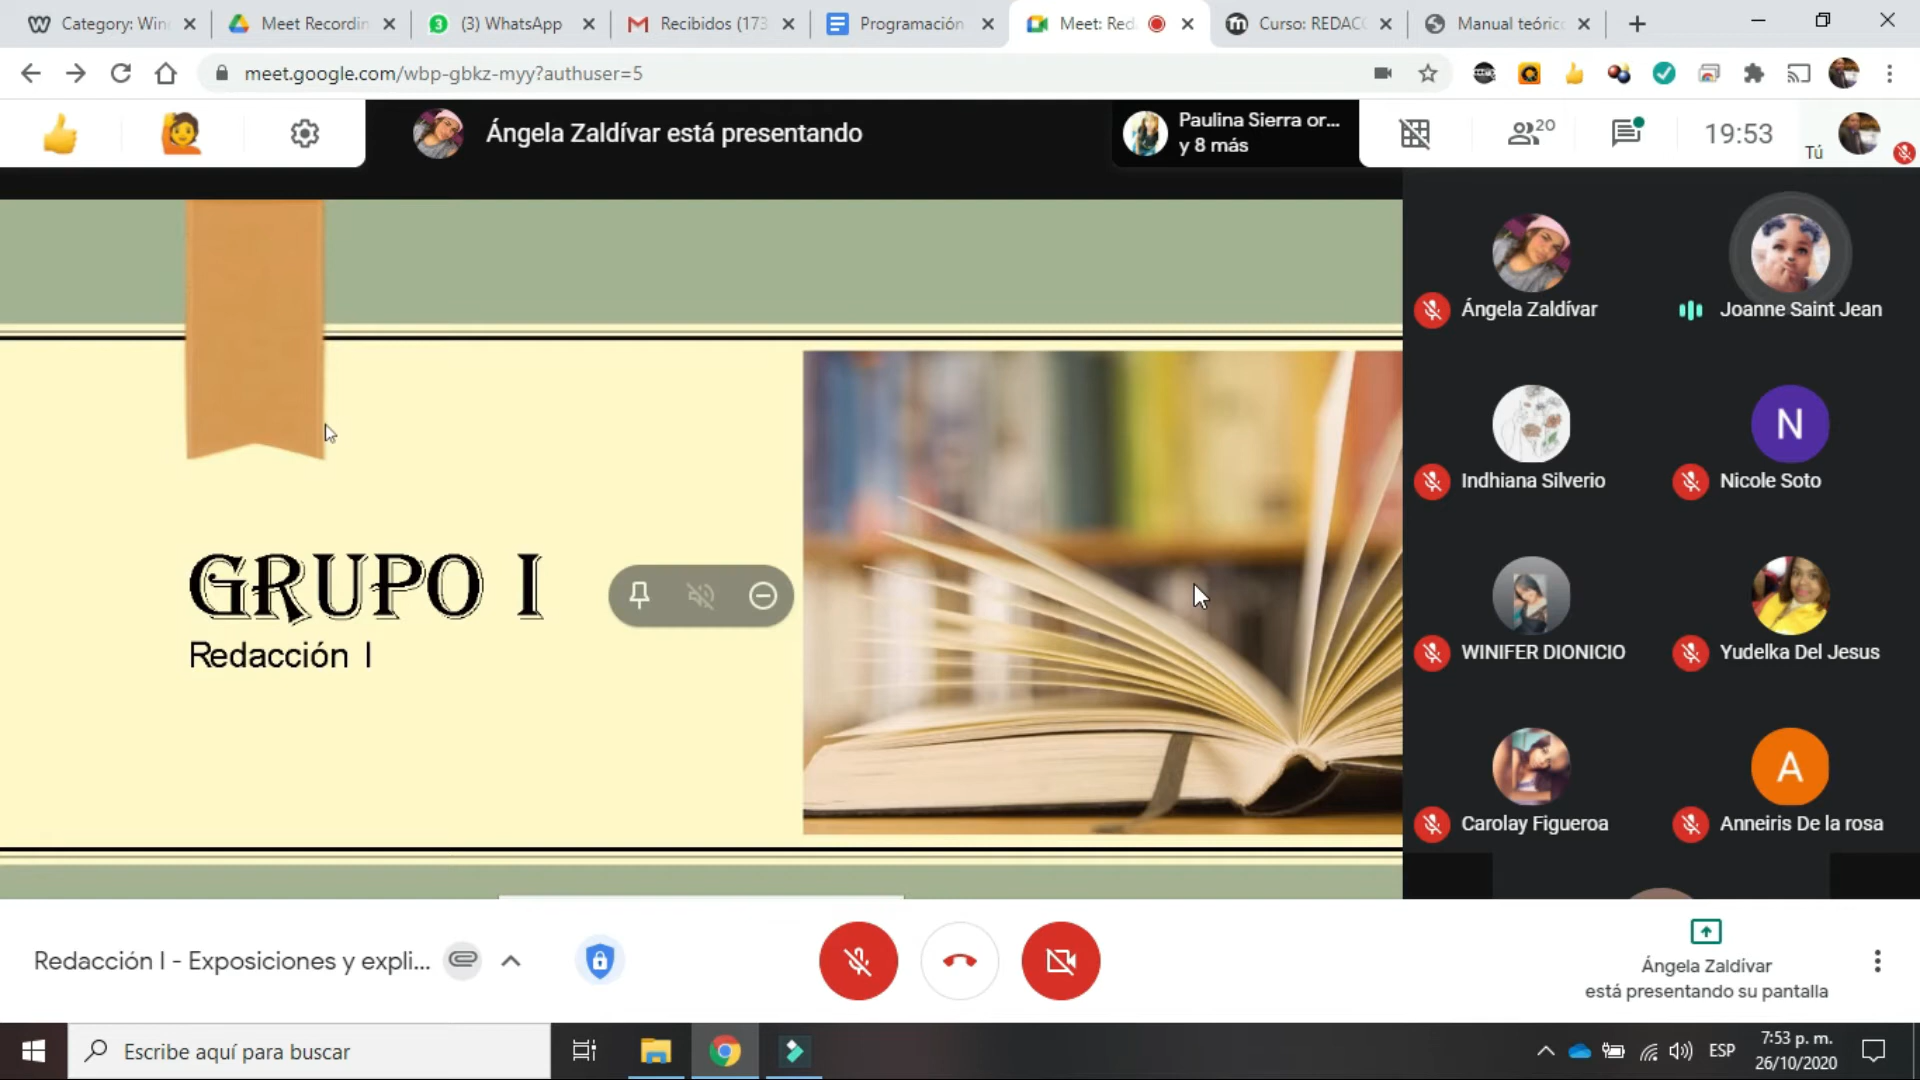 Category: Win
Meet Recordin
(3) WhatsApp
Recibidos (173
Programación
Meet: Red
Curso: REDACC
Manual teóric
meet.google.com/wbp-gbkz-myy?authuser=5
Ángela Zaldívar está presentando
Paulina Sierra or...
y 8 más
20
19:53
Tú
Ángela Zaldívar
Joanne Saint Jean
Indhiana Silverio
N
Nicole Soto
WINIFER DIONICIO
Yudelka Del Jesus
Carolay Figueroa
A
Anneiris De la rosa
GRUPO I
Redacción I
Redacción I - Exposiciones y expli...
Ángela Zaldívar
está presentando su pantalla
Escribe aquí para buscar
ESP
7:53 p. m.
26/10/2020